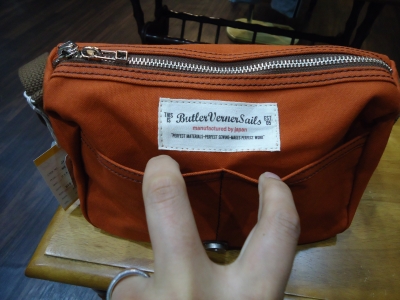 ButlerVernerSails
manufactured by japan
"PERFECT MATERIALS-PERFECT SEWING-MAKES PERFECT WORK"